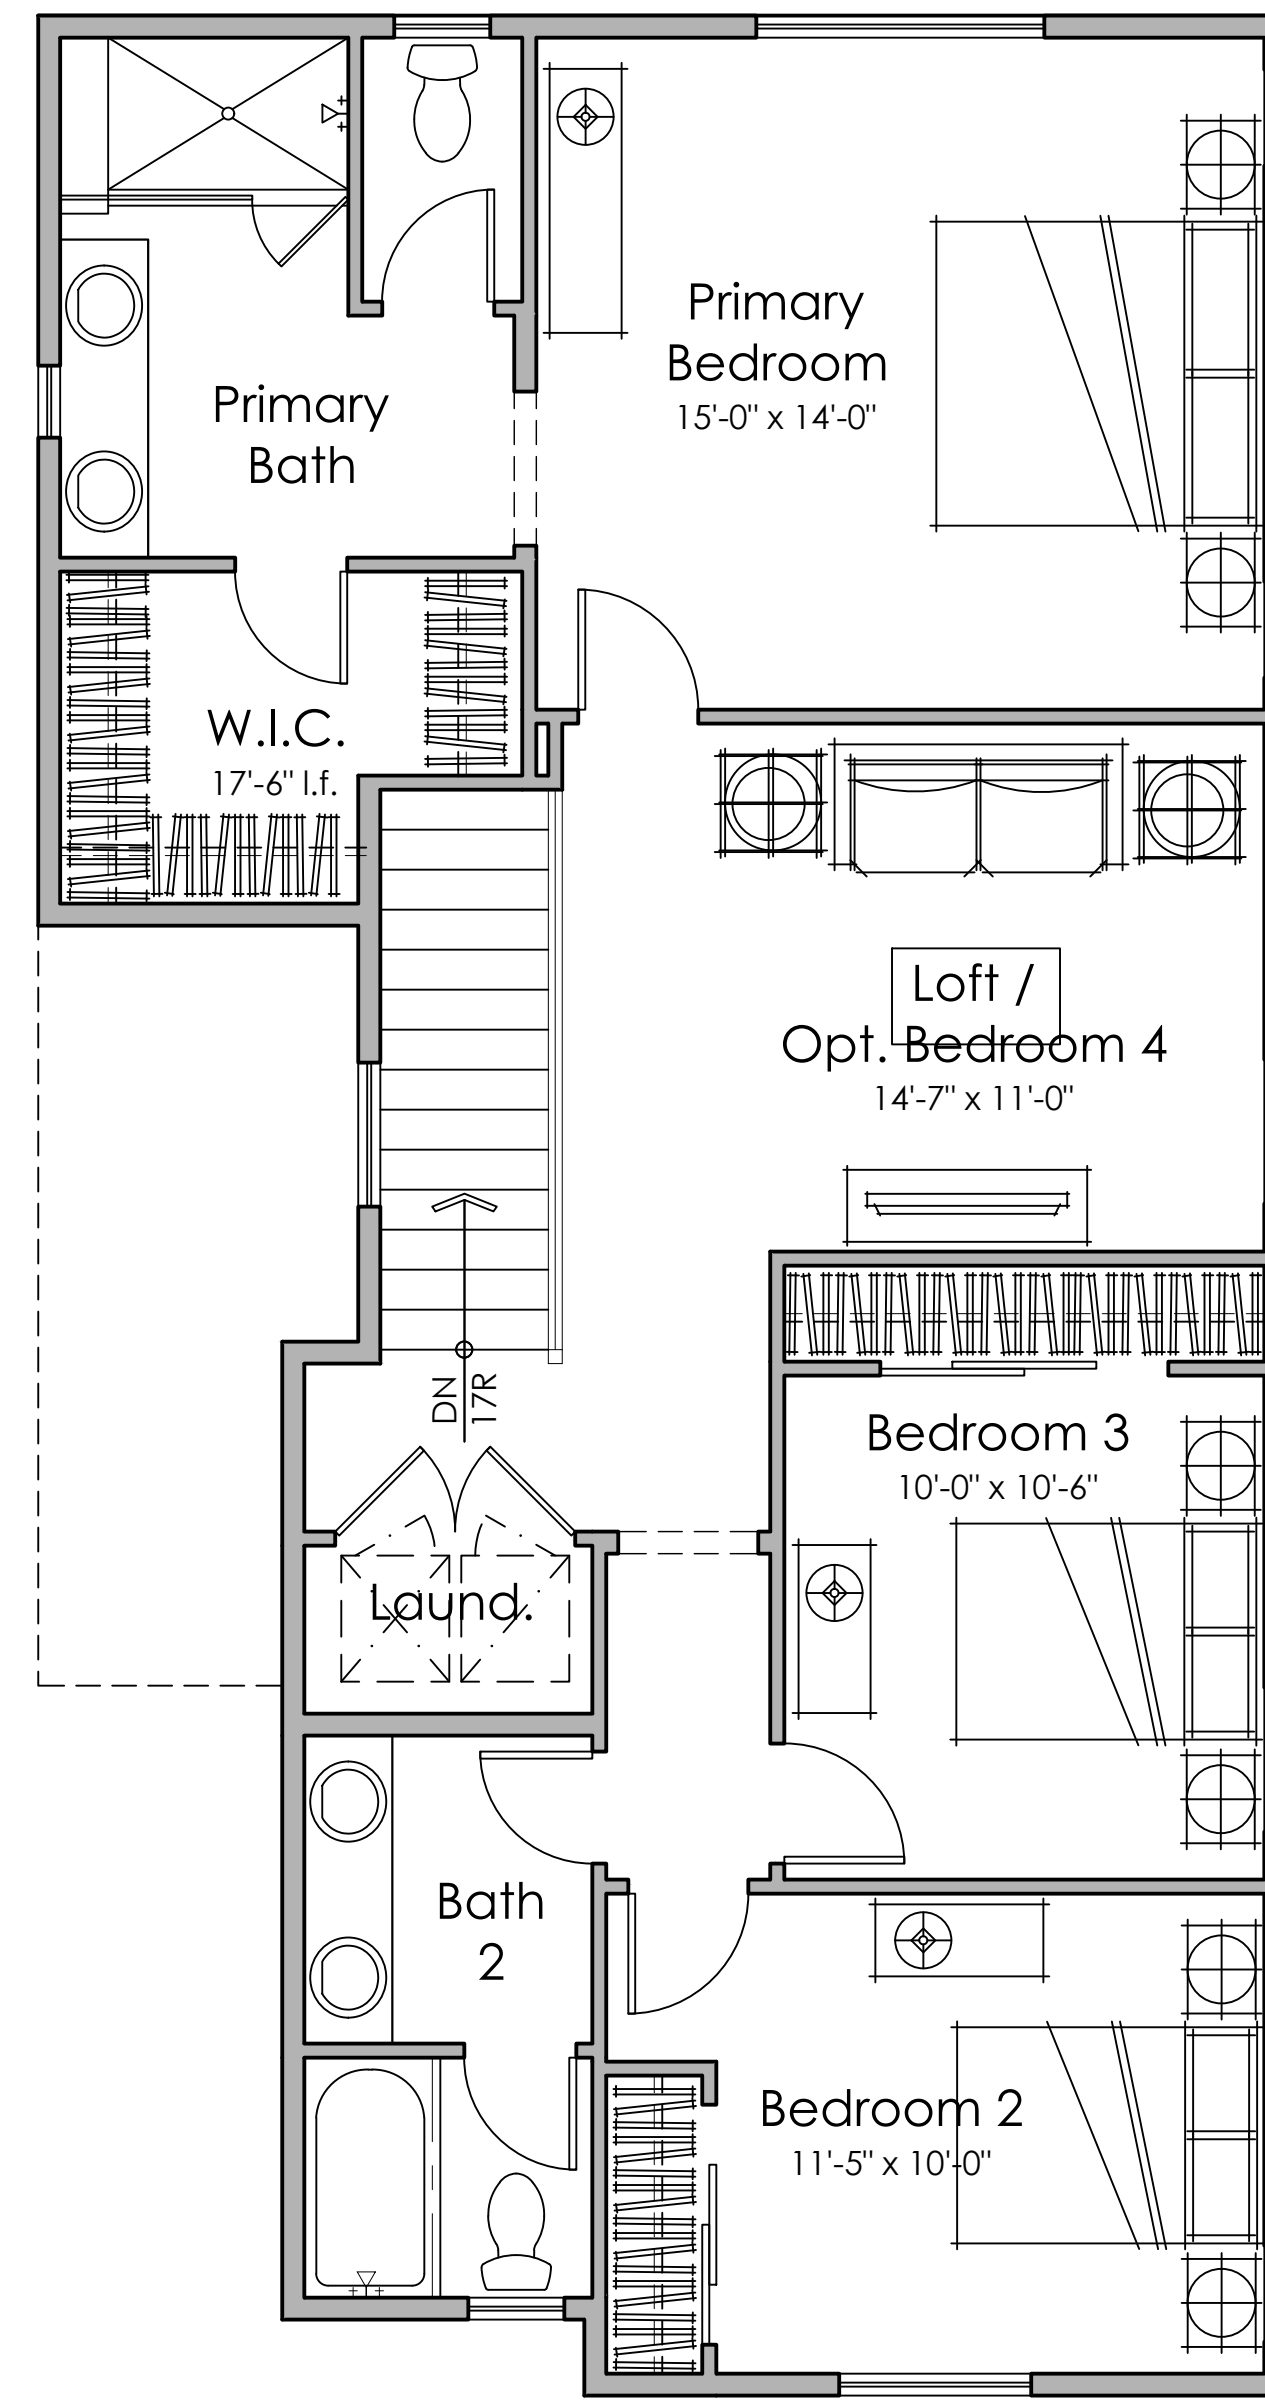 Primary
Bedroom
15'-0" x 14'-0"
Primary
Bath
W.I.C.
17'-6" l.f.
Loft /
Opt. Bedroom 4
14'-7" x 11'-0"
DN
17R
Bedroom 3
10'-0" x 10'-6"
Laund.
Bath
2
Bedroom 2
11'-5" x 10'-0"